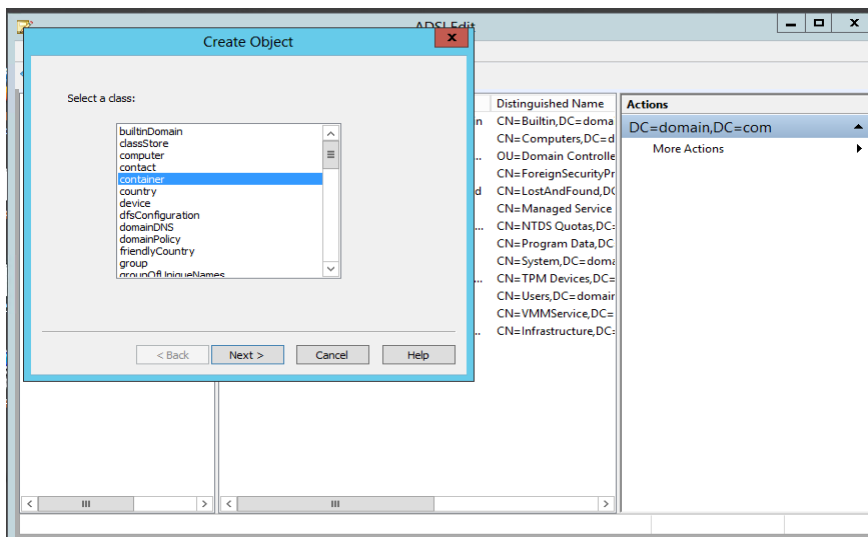 ADSI Edit
Create Object
x
Select a class:
builtinDomain
classStore
computer
contact
container
country
device
dfsConfiguration
domainDNS
domainPolicy
friendlyCountry
group
groupOfUniqueNames
< Back
Next >
Cancel
Help
Distinguished Name
CN=Builtin,DC=doma
CN=Computers,DC=d
... OU=Domain Controlle
CN=ForeignSecurityPr
d CN=LostAndFound,DC
CN=Managed Service
... CN=NTDS Quotas,DC=
CN=Program Data,DC
CN=System,DC=doma
... CN=TPM Devices,DC=
CN=Users,DC=domain
CN=VMMService,DC=
... CN=Infrastructure,DC=
Actions
DC=domain,DC=com
More Actions